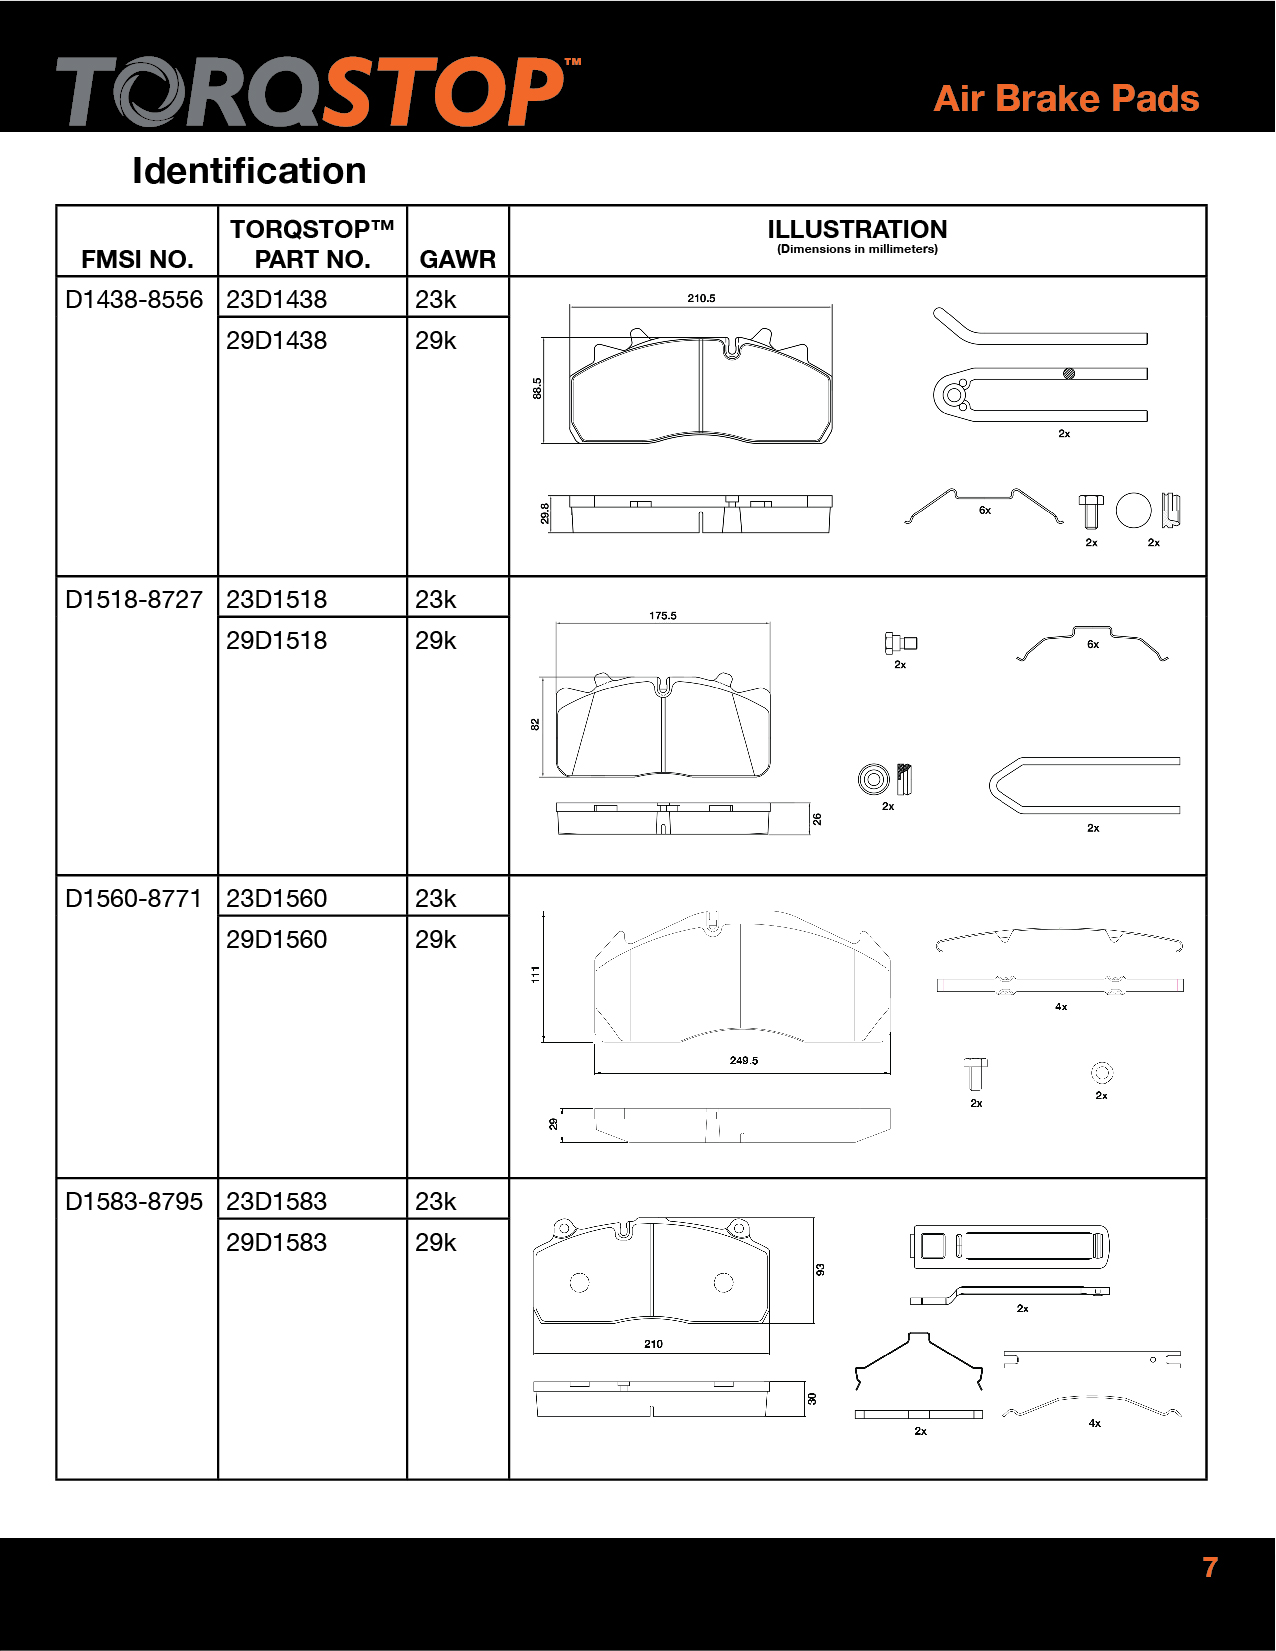 TORQSTOP™
Air Brake Pads
Identification
FMSI NO.
TORQSTOP™
PART NO.
GAWR
ILLUSTRATION
(Dimensions in millimeters)
D1438-8556
23D1438
23k
29D1438
29k
210.5
88.5
2x
29.8
6x
2x
2x
D1518-8727
23D1518
23k
29D1518
29k
175.5
2x
6x
82
2x
26
2x
D1560-8771
23D1560
23k
29D1560
29k
111
4x
249.5
2x
2x
29
D1583-8795
23D1583
23k
29D1583
29k
93
2x
210
30
2x
4x
7